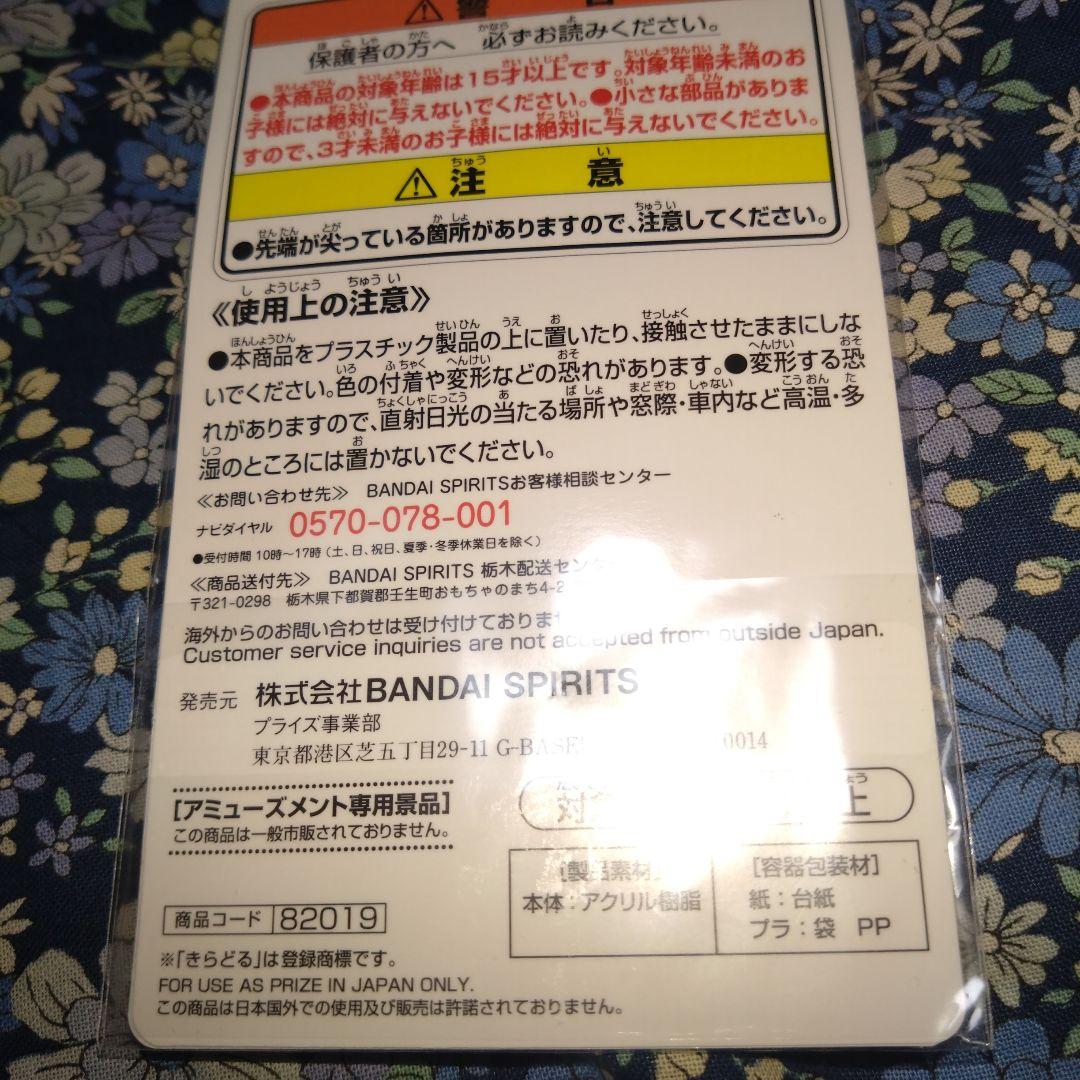 ⚠警 告
保護者の方へ 必ずお読みください。
●本商品の対象年齢は15才以上です。対象年齢未満のお
子様には絶対に与えないでください。●小さな部品がありま
すので、3才未満のお子様には絶対に与えないでください。
⚠注 意
●先端が尖っている箇所がありますので、注意してください。
《使用上の注意》
●本商品をプラスチック製品の上に置いたり、接触させたままにしな
いでください。色の付着や変形などの恐れがあります。●変形する恐
れがありますので、直射日光の当たる場所や窓際・車内など高温・多
湿のところには置かないでください。
≪お問い合わせ先≫ BANDAI SPIRITSお客様相談センター
ナビダイヤル 0570-078-001
●受付時間 10時～17時(土、日、祝日、夏季・冬季休業日を除く)
≪商品送付先≫ BANDAI SPIRITS 栃木配送セン
〒321-0298 栃木県下都賀郡壬生町おもちゃのまち4-2
海外からのお問い合わせは受け付けておりませ
Customer service inquiries are not accepted from outside Japan.
発売元 株式会社BANDAI SPIRITS
プライズ事業部
東京都港区芝五丁目29-11 G-BASE 0014
[アミューズメント専用景品]
この商品は一般市販されておりません。
対 上
[製品素材]
本体:アクリル樹脂
[容器包装材]
紙:台紙
プラ:袋 PP
商品コード 82019
※「きらどる」は登録商標です。
FOR USE AS PRIZE IN JAPAN ONLY.
この商品は日本国外での使用及び販売は許諾されておりません。